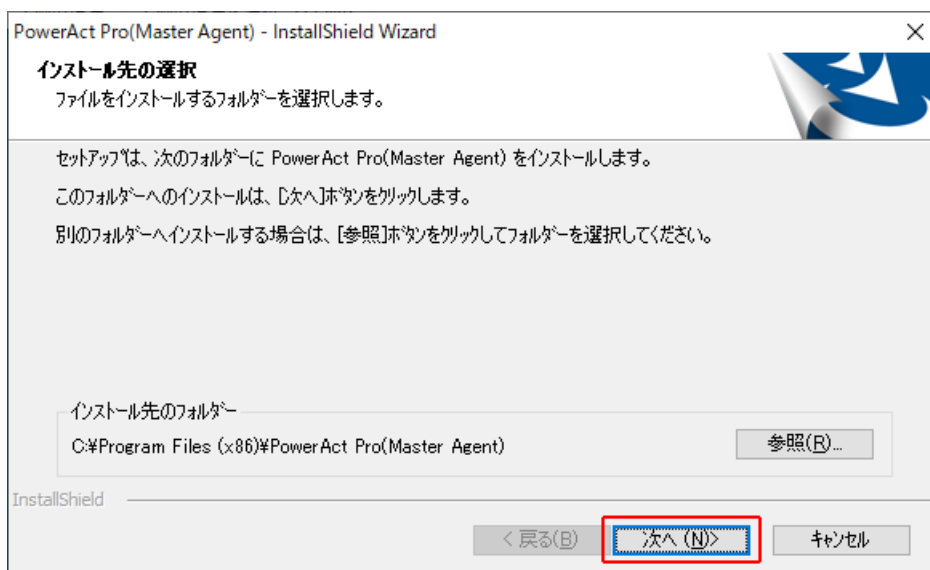 PowerAct Pro(Master Agent) - InstallShield Wizard
インストール先の選択
ファイルをインストールするフォルダーを選択します。
セットアップは、次のフォルダーに PowerAct Pro(Master Agent) をインストールします。
このフォルダーへのインストールは、[次へ]ボタンをクリックします。
別のフォルダーへインストールする場合は、[参照]ボタンをクリックしてフォルダーを選択してください。
インストール先のフォルダー
C:¥Program Files (x86)¥PowerAct Pro(Master Agent)
参照(R)...
InstallShield
< 戻る(B)
次へ (N)>
キャンセル